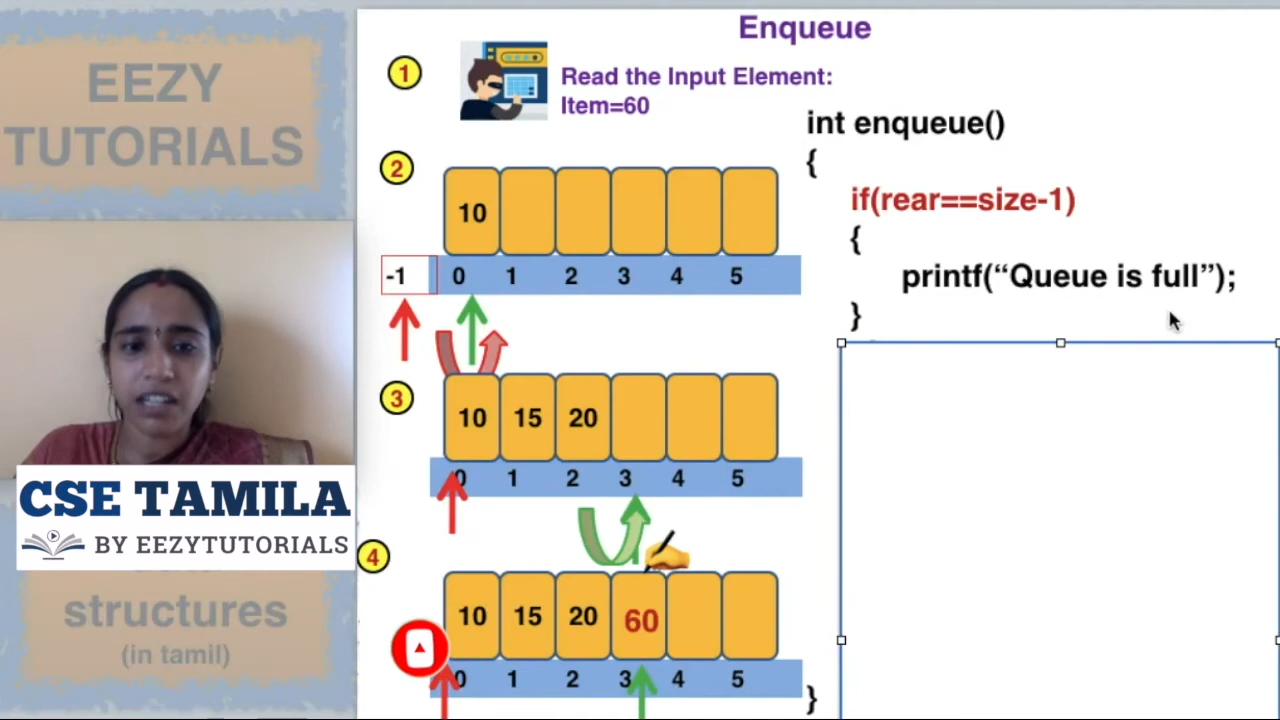 EEZY
TUTORIALS
structures
(in tamil)
CSE TAMILA
BY EEZYTUTORIALS
Enqueue
1
Read the Input Element:
Item=60
2
10
-1 0 1 2 3 4 5
3
10 15 20
0 1 2 3 4 5
4
10 15 20 60
0 1 2 3 4 5
int enqueue()
{
if(rear==size-1)
{
printf(“Queue is full”);
}
}